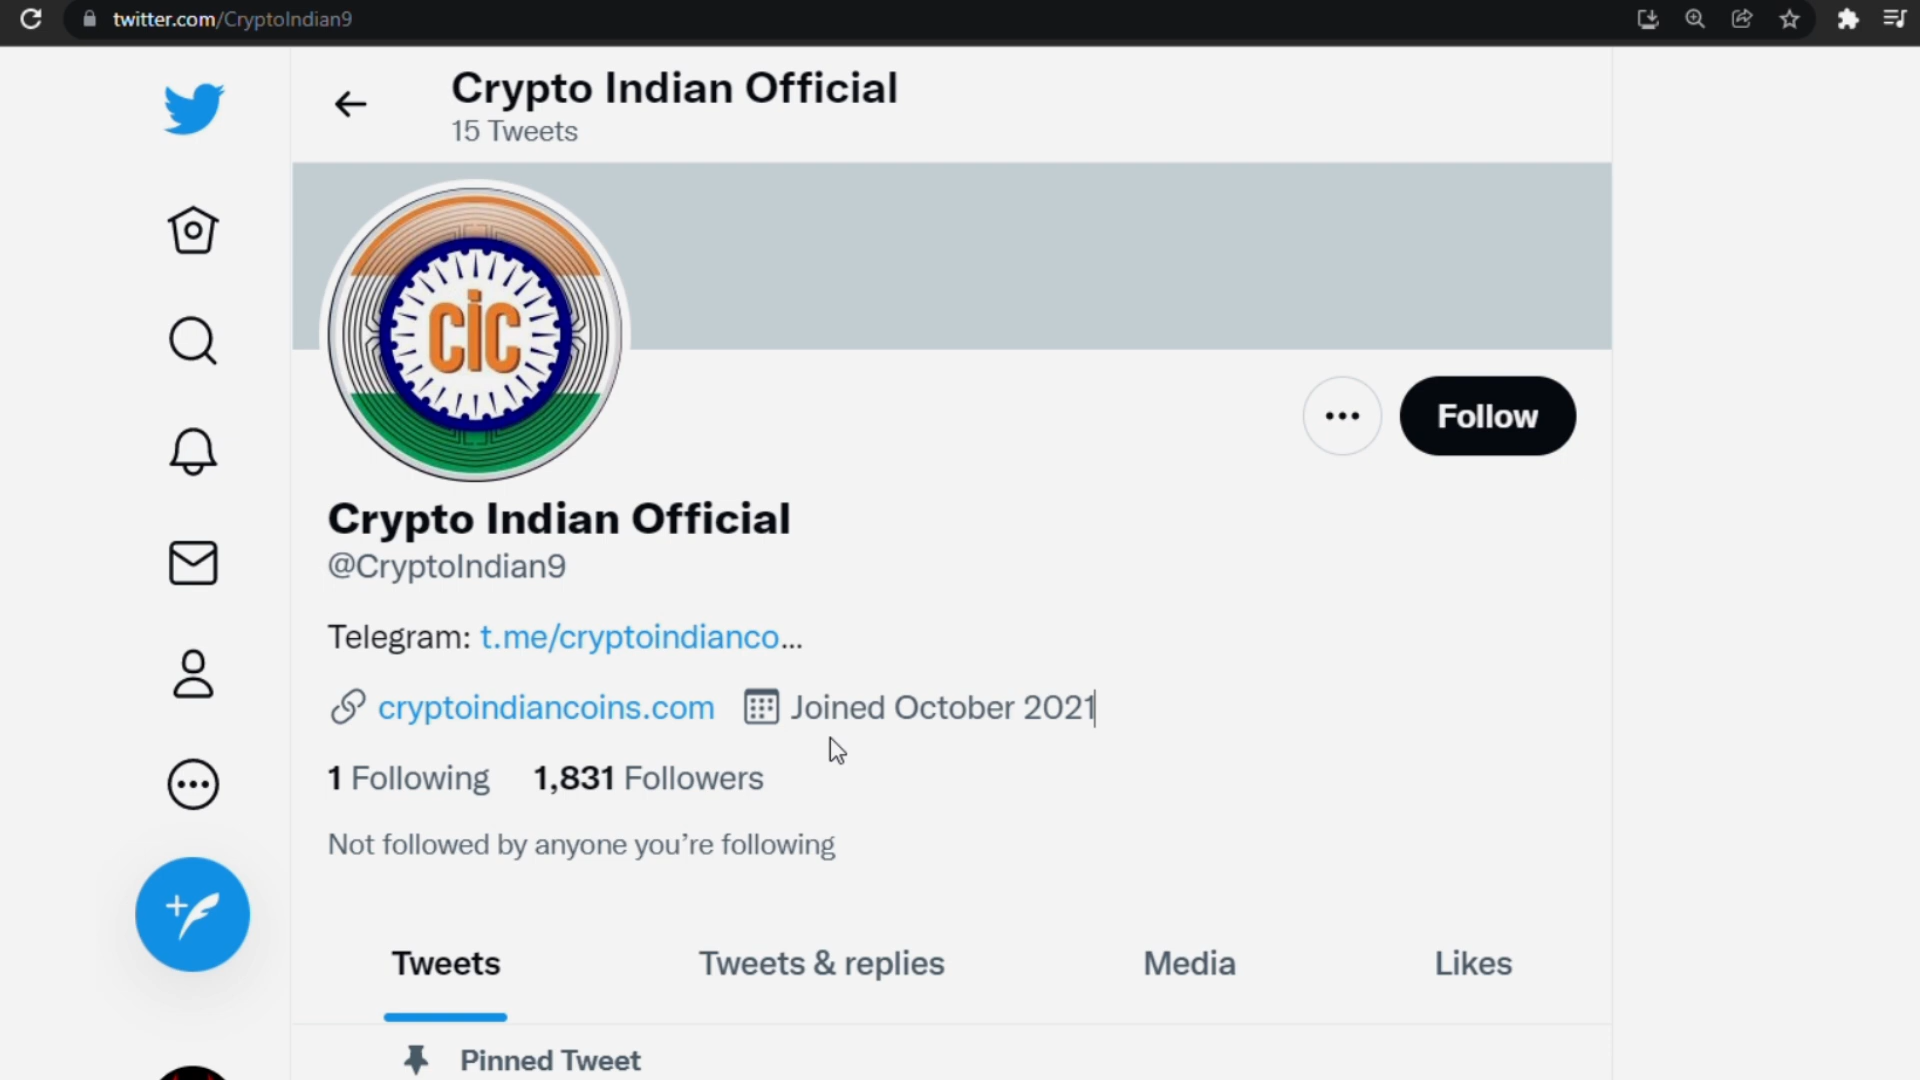 twitter.com/CryptoIndian9
Crypto Indian Official
15 Tweets
CiC
Follow
Crypto Indian Official
@CryptoIndian9
Telegram: t.me/cryptoindianco...
cryptoindiancoins.com Joined October 2021
1 Following 1,831 Followers
Not followed by anyone you're following
Tweets Tweets & replies Media Likes
Pinned Tweet